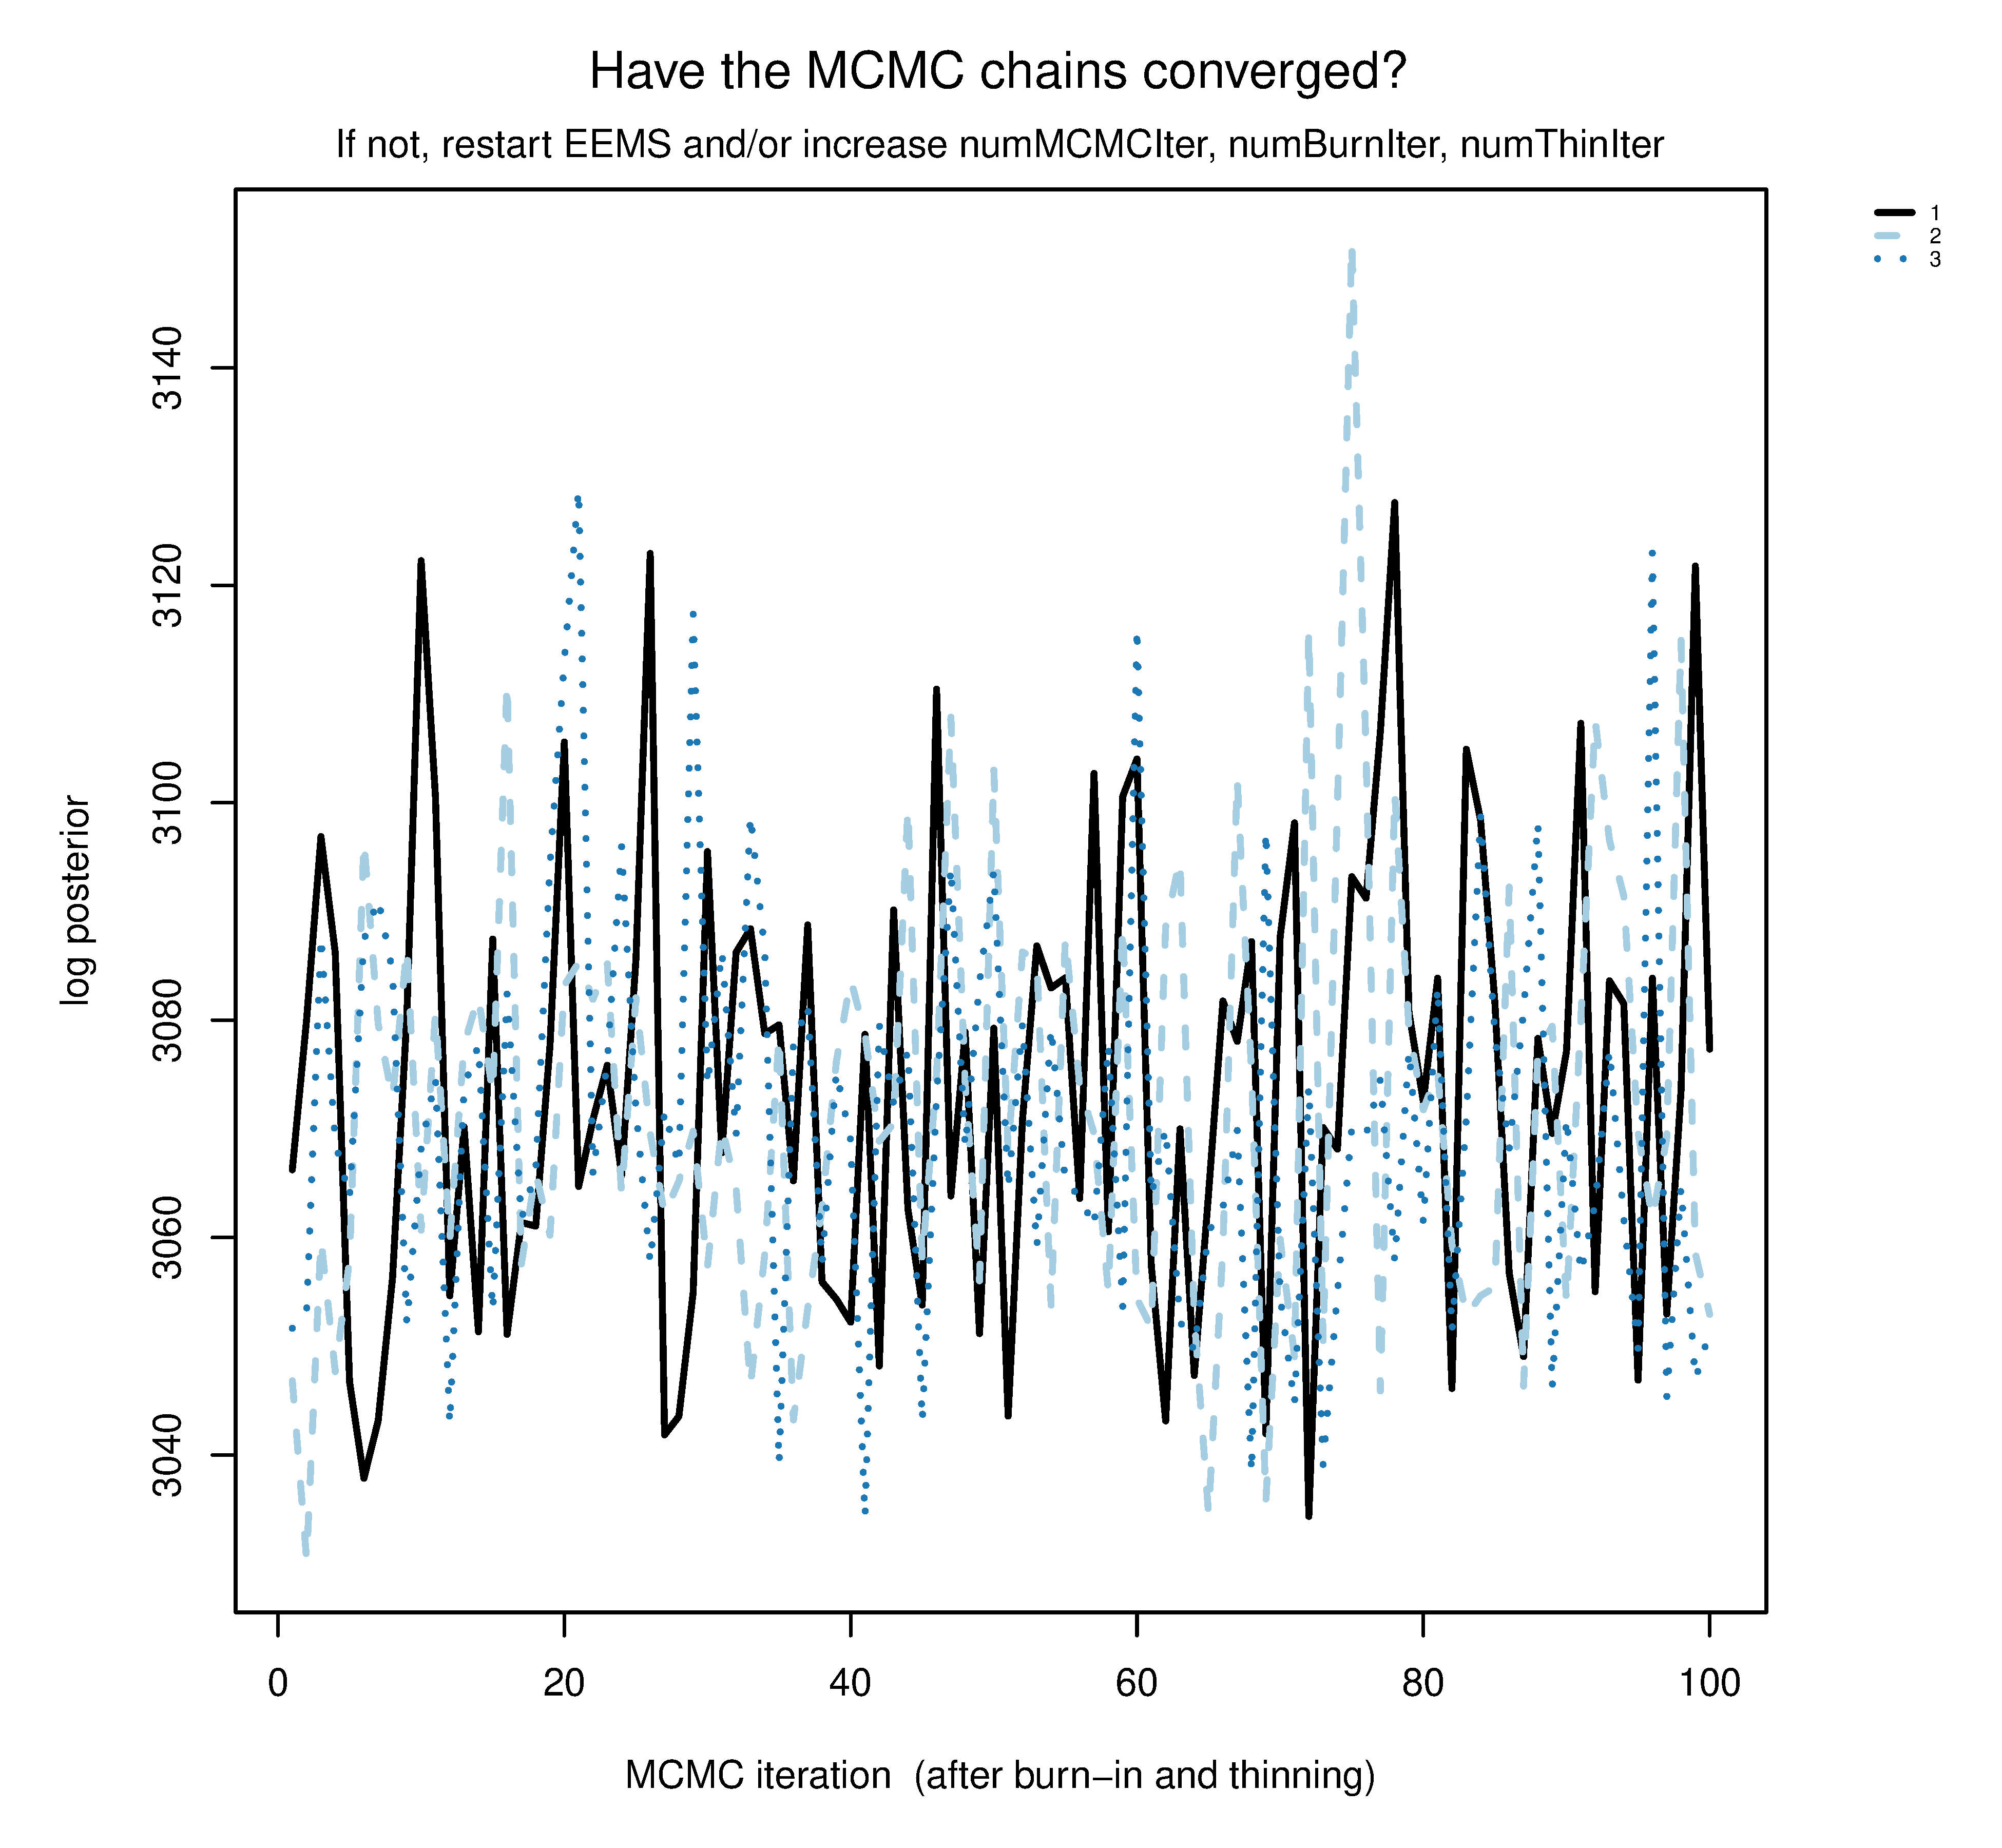 Have the MCMC chains converged?
If not, restart EEMS and/or increase numMCMCIter, numBurnIter, numThinIter
1
2
3
log posterior
3140
3120
3100
3080
3060
3040
0 20 40 60 80 100
MCMC iteration (after burn−in and thinning)